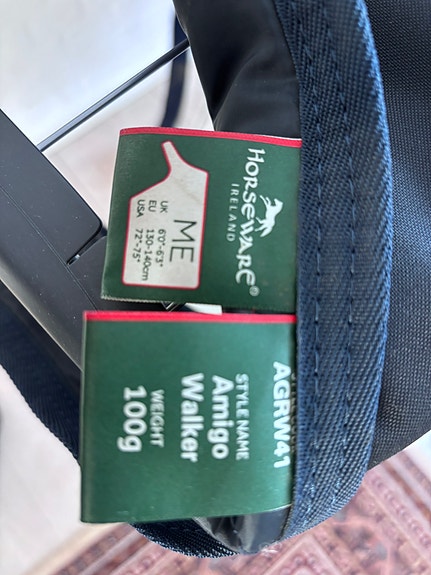 HORSEWARE®
IRELAND
ME
UK 6'0"-6'3"
EU 130-140cm
USA 72"-75"
AGRW41
STYLE NAME
Amigo
Walker
WEIGHT
100g